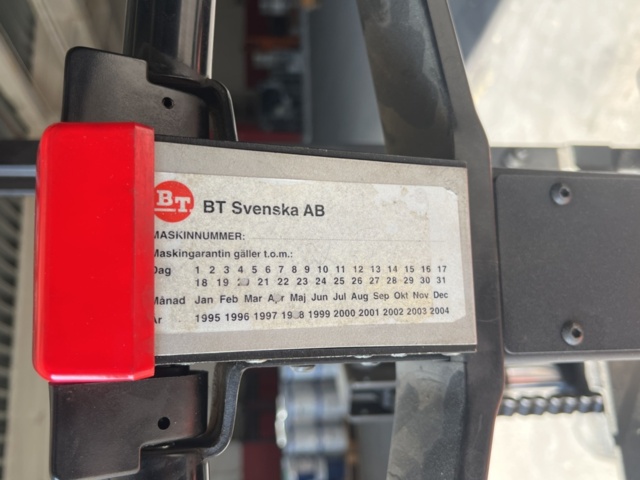 BT BT Svenska AB
MASKINNUMMER:
Maskingarantin gäller t.o.m.:
Dag 1 2 3 4 5 6 7 8 9 10 11 12 13 14 15 16 17
18 19 20 21 22 23 24 25 26 27 28 29 30 31
Månad Jan Feb Mar Apr Maj Jun Jul Aug Sep Okt Nov Dec
År 1995 1996 1997 1998 1999 2000 2001 2002 2003 2004